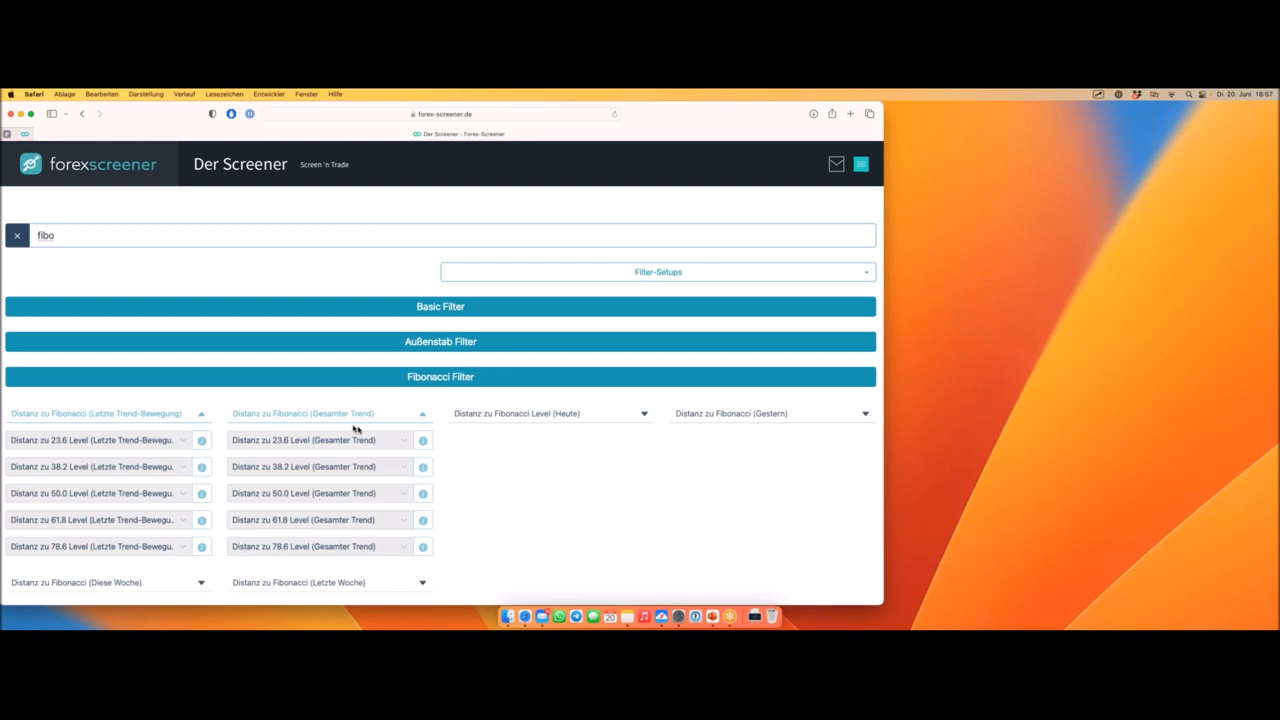 Safari Ablage Bearbeiten Darstellung Verlauf Lesezeichen Entwickler Fenster Hilfe Di. 20. Juni 18:57
forex-screener.de
Der Screener - Forex-Screener
forexscreener Der Screener Screen 'n Trade
fibo
Filter-Setups
Basic Filter
Außenstab Filter
Fibonacci Filter
Distanz zu Fibonacci (Letzte Trend-Bewegung) Distanz zu Fibonacci (Gesamter Trend) Distanz zu Fibonacci Level (Heute) Distanz zu Fibonacci (Gestern)
Distanz zu 23.6 Level (Letzte Trend-Bewegu. Distanz zu 23.6 Level (Gesamter Trend)
Distanz zu 38.2 Level (Letzte Trend-Bewegu. Distanz zu 38.2 Level (Gesamter Trend)
Distanz zu 50.0 Level (Letzte Trend-Bewegu. Distanz zu 50.0 Level (Gesamter Trend)
Distanz zu 61.8 Level (Letzte Trend-Bewegu.. Distanz zu 61.8 Level (Gesamter Trend)
Distanz zu 78.6 Level (Letzte Trend-Bewegu.. Distanz zu 78.6 Level (Gesamter Trend)
Distanz zu Fibonacci (Diese Woche) Distanz zu Fibonacci (Letzte Woche)
20